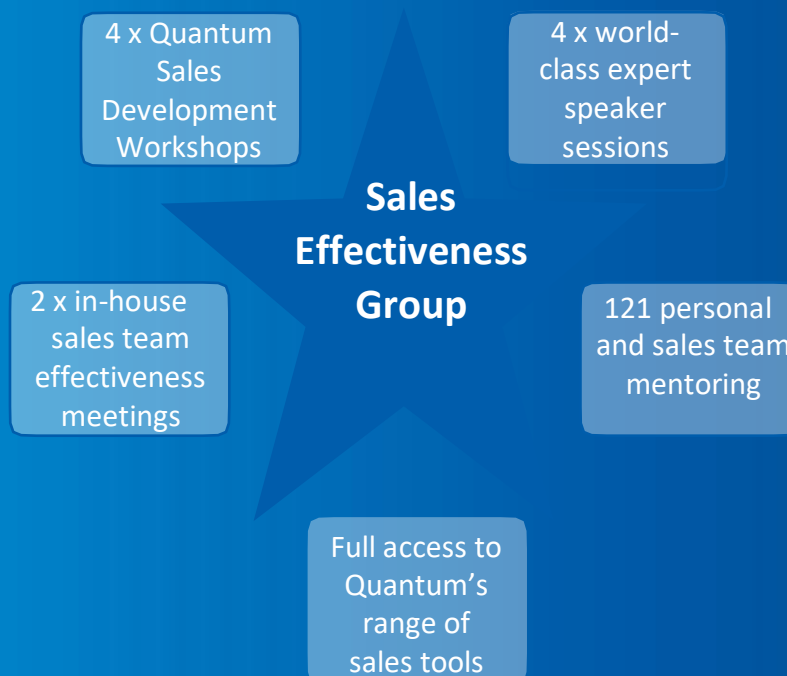 4 x Quantum
Sales
Development
Workshops
4 x world-
class expert
speaker
sessions
Sales
Effectiveness
Group
2 x in-house
sales team
effectiveness
meetings
121 personal
and sales team
mentoring
Full access to
Quantum’s
range of
sales tools